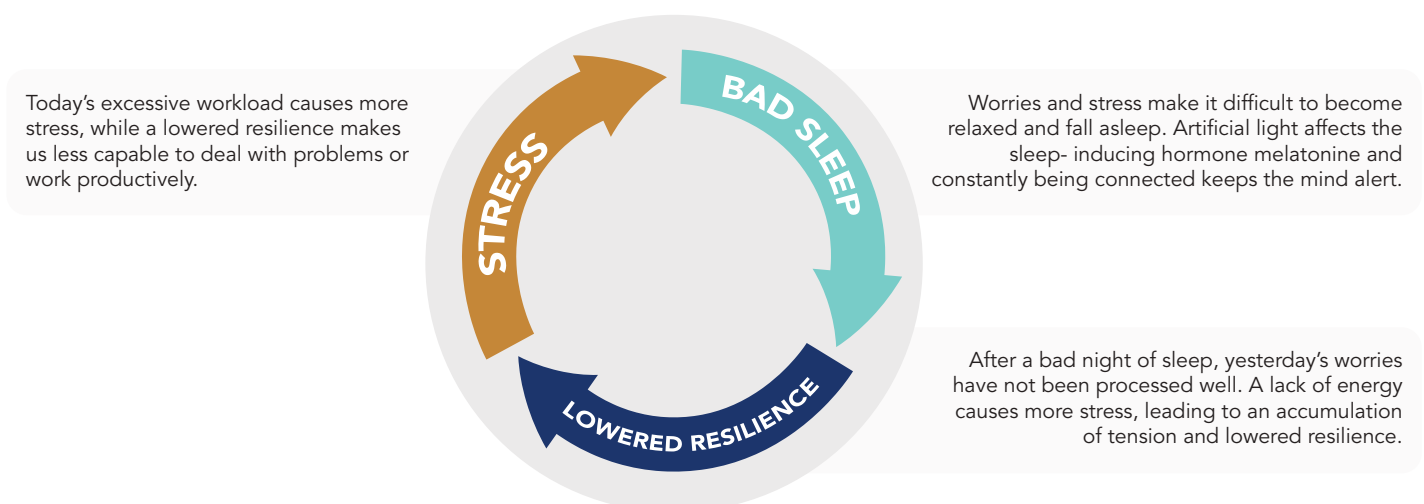 Today's excessive workload causes more
stress, while a lowered resilience makes
us less capable to deal with problems or
work productively.
STRESS
BAD SLEEP
LOWERED RESILIENCE
Worries and stress make it difficult to become
relaxed and fall asleep. Artificial light affects the
sleep- inducing hormone melatonine and
constantly being connected keeps the mind alert.
After a bad night of sleep, yesterday's worries
have not been processed well. A lack of energy
causes more stress, leading to an accumulation
of tension and lowered resilience.